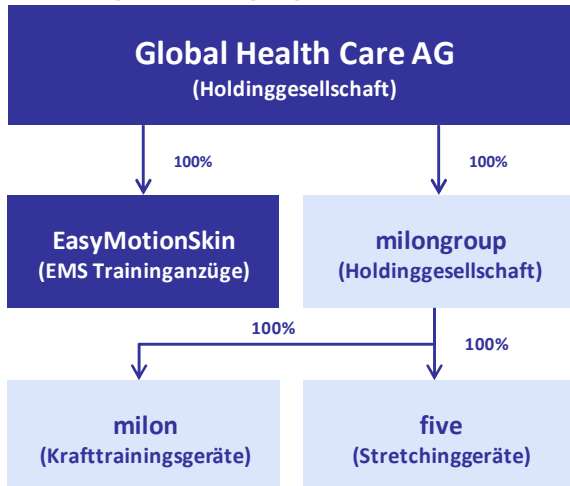 Global Health Care AG
(Holdinggesellschaft)
100%
100%
EasyMotionSkin
(EMS Traininganzüge)
milongroup
(Holdinggesellschaft)
100%
100%
milon
(Krafttrainingsgeräte)
five
(Stretchinggeräte)